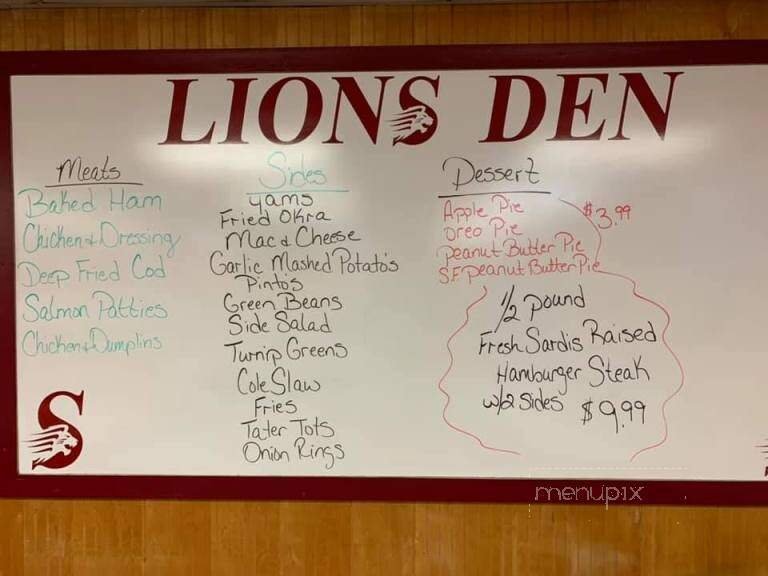 LIONS DEN
Meats
Baked Ham
Chicken & Dressing
Deep Fried Cod
Salmon Patties
Chicken & Dumplins
S
Sides
yams
Fried Okra
Mac & Cheese
Garlic Mashed Potato's
Pinto's
Green Beans
Side Salad
Turnip Greens
Cole Slaw
Fries
Tater Tots
Onion Rings
Dessert
Apple Pie
Oreo Pie
Peanut Butter Pie
S.F. Peanut Butter Pie
$3.99
1/2 pound
Fresh Sardis Raised
Hamburger Steak
w/2 Sides $9.99
menupix